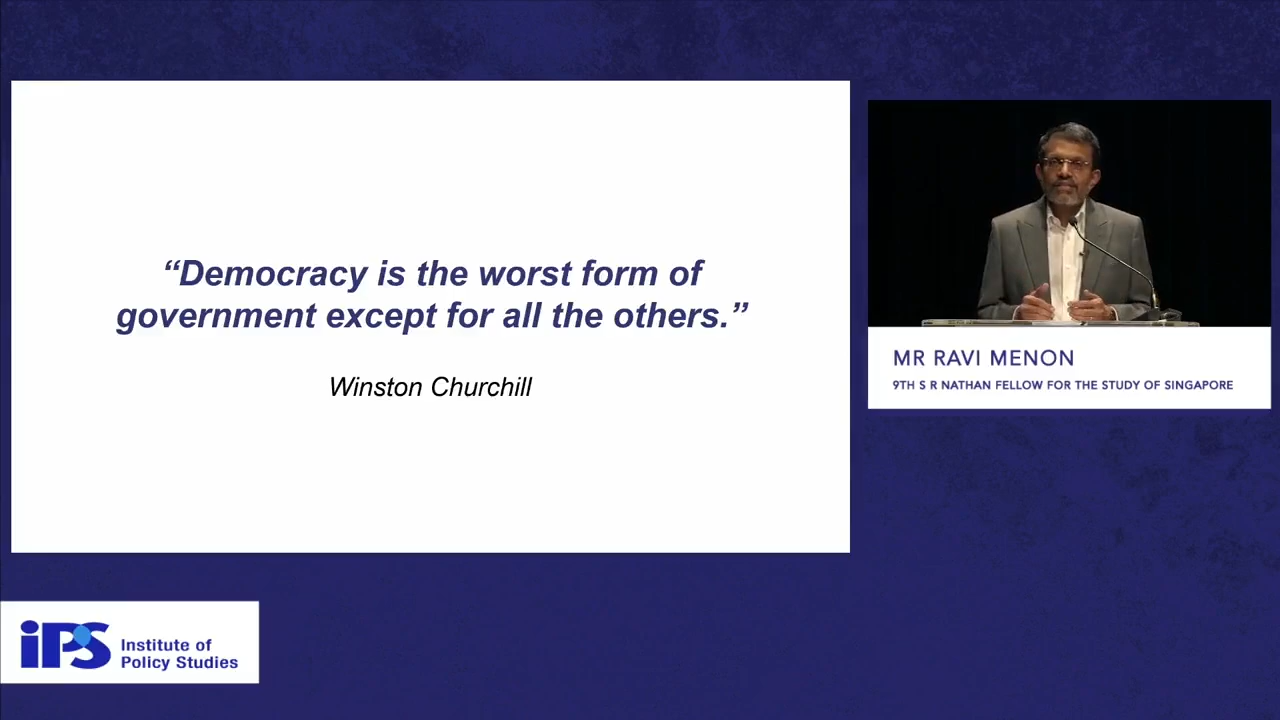 “Democracy is the worst form of
government except for all the others.”
Winston Churchill
MR RAVI MENON
9TH S R NATHAN FELLOW FOR THE STUDY OF SINGAPORE
iPS
Institute of
Policy Studies